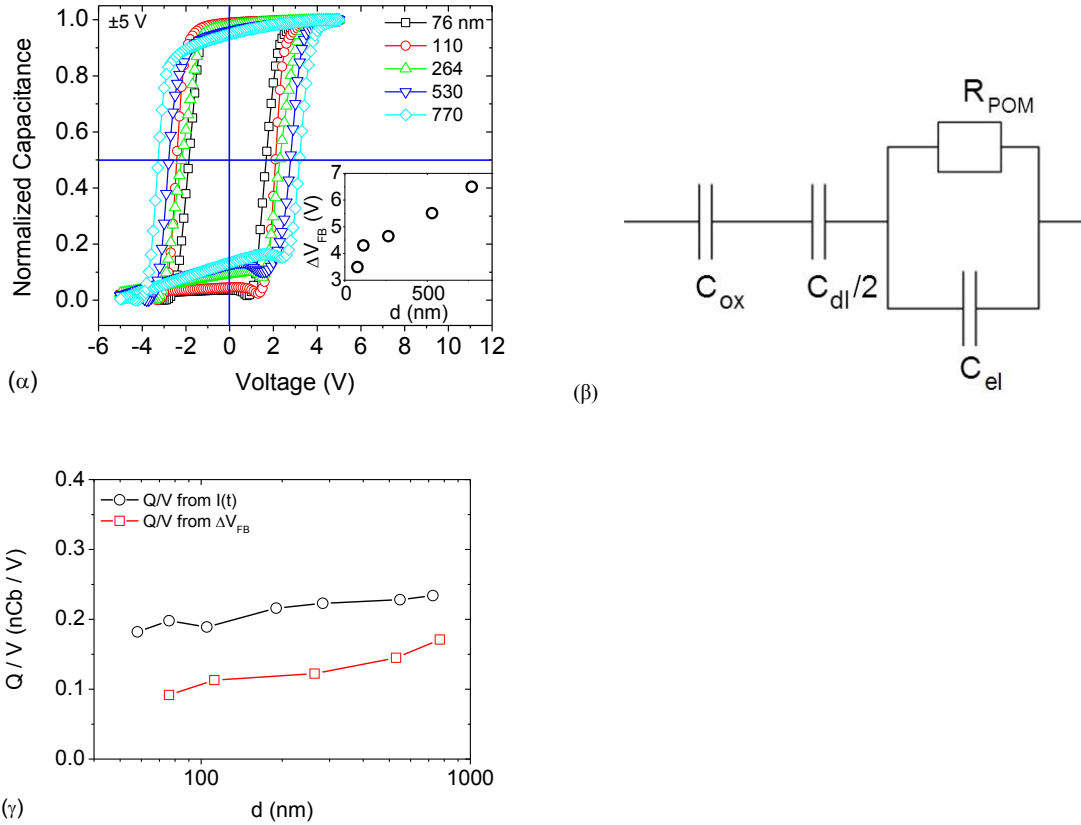 ±5 V
76 nm
110
264
530
770
1.0
0.8
0.6
0.4
0.2
0.0
Normalized Capacitance
-6 -4 -2 0 2 4 6 8 10 12
Voltage (V)
7
6
5
4
3
ΔV_FB (V)
0 500
d (nm)
(α)
R_POM
C_ox
C_dl/2
C_el
(β)
0.4
0.3
0.2
0.1
0.0
Q / V (nCb / V)
Q/V from I(t)
Q/V from ΔV_FB
100 1000
d (nm)
(γ)